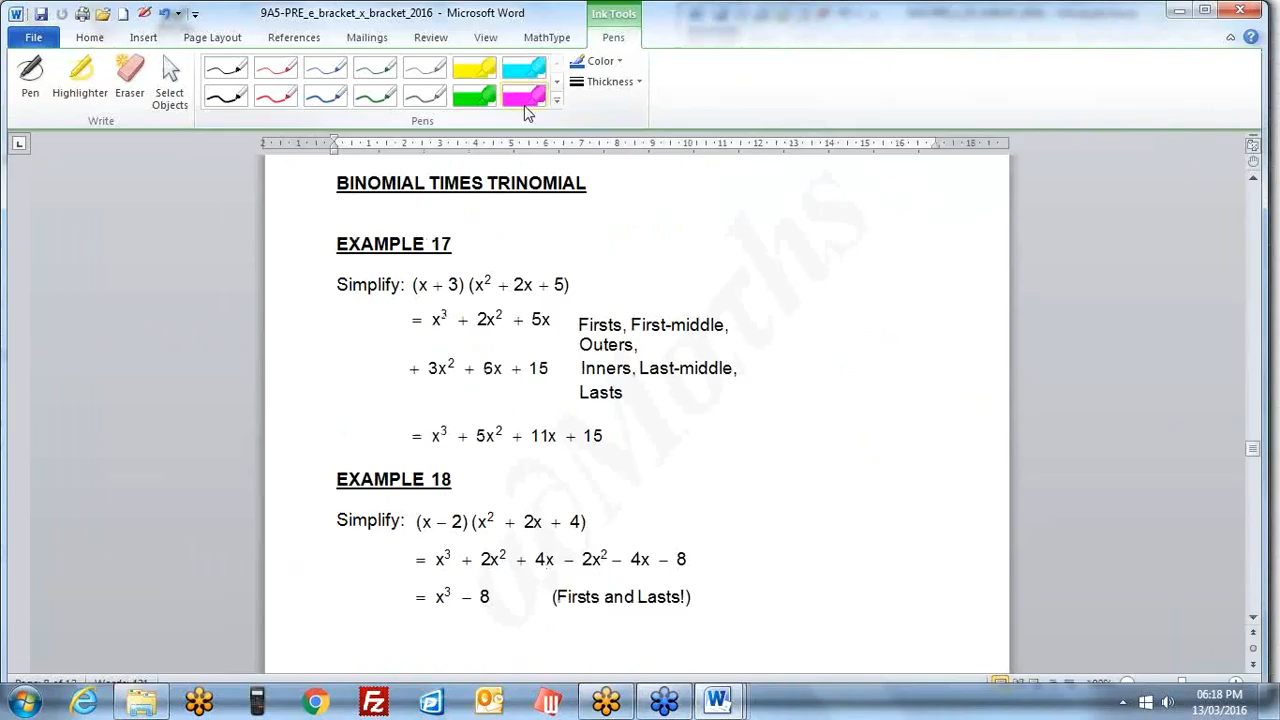 9A5-PRE_e_bracket_x_bracket_2016 - Microsoft Word
Ink Tools
File Home Insert Page Layout References Mailings Review View MathType Pens
Pen Highlighter Eraser Select Objects
Color
Thickness
Write
Pens
BINOMIAL TIMES TRINOMIAL
EXAMPLE 17
Simplify: (x + 3)(x² + 2x + 5)
= x³ + 2x² + 5x Firsts, First-middle,
Outers,
+ 3x² + 6x + 15 Inners, Last-middle,
Lasts
= x³ + 5x² + 11x + 15
EXAMPLE 18
Simplify: (x – 2)(x² + 2x + 4)
= x³ + 2x² + 4x – 2x² – 4x – 8
= x³ – 8 (Firsts and Lasts!)
06:18 PM
13/03/2016